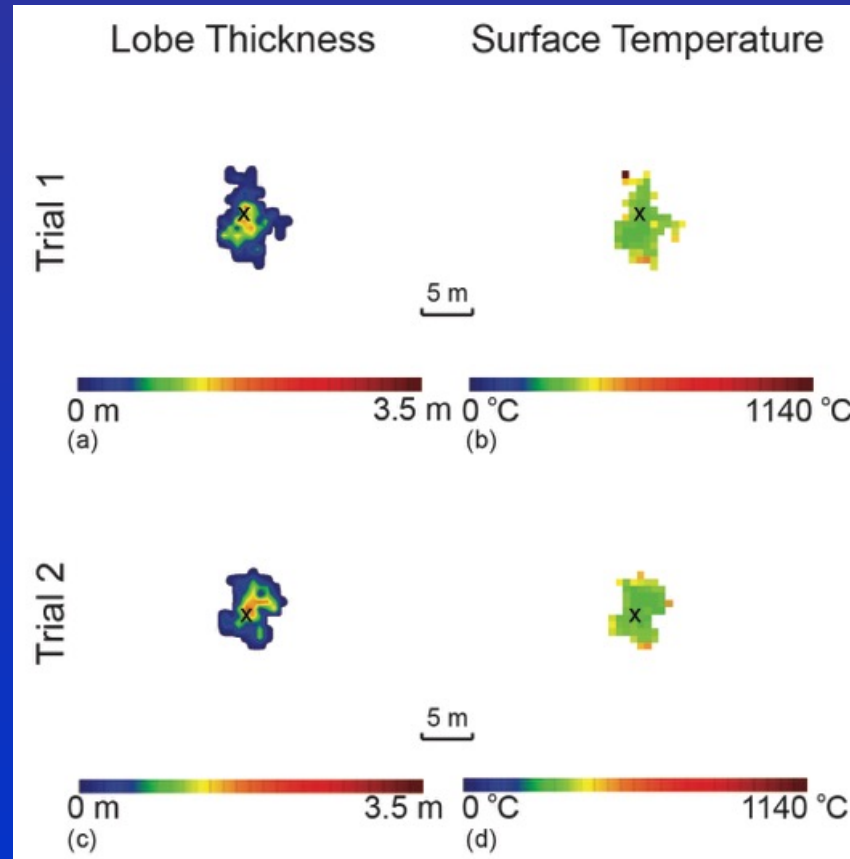 Lobe Thickness
Surface Temperature
Trial 1
x
x
5 m
0 m
3.5 m
0 °C
1140 °C
(a)
(b)
Trial 2
x
x
5 m
0 m
3.5 m
0 °C
1140 °C
(c)
(d)